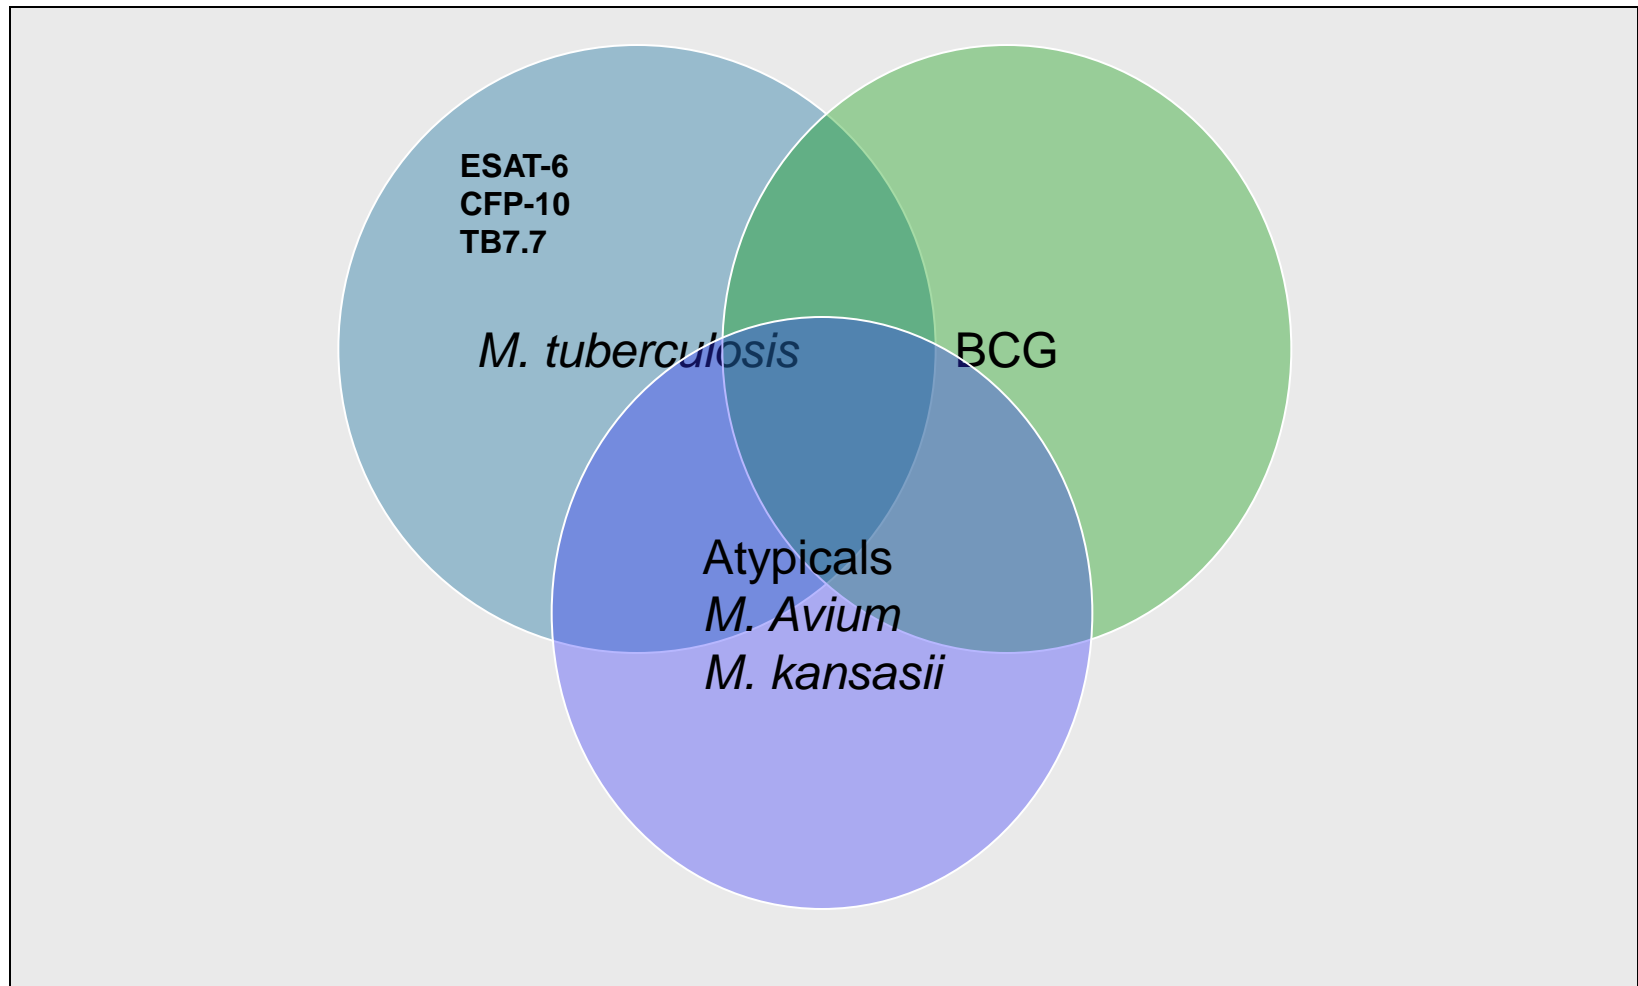 ESAT-6
CFP-10
TB7.7
M. tuberculosis
BCG
Atypicals
M. Avium
M. kansasii